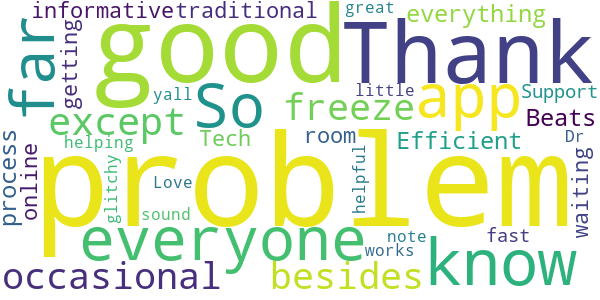 informative
traditional
great
everything
far
getting
good
Thank
yall
So
freeze
little
app
Support
except
Beats
helping
Tech
room
Efficient
Dr
process
online
glitchy
problem
Love
helpful
waiting
sound
everyone
works
note
fast
know
occasional
besides